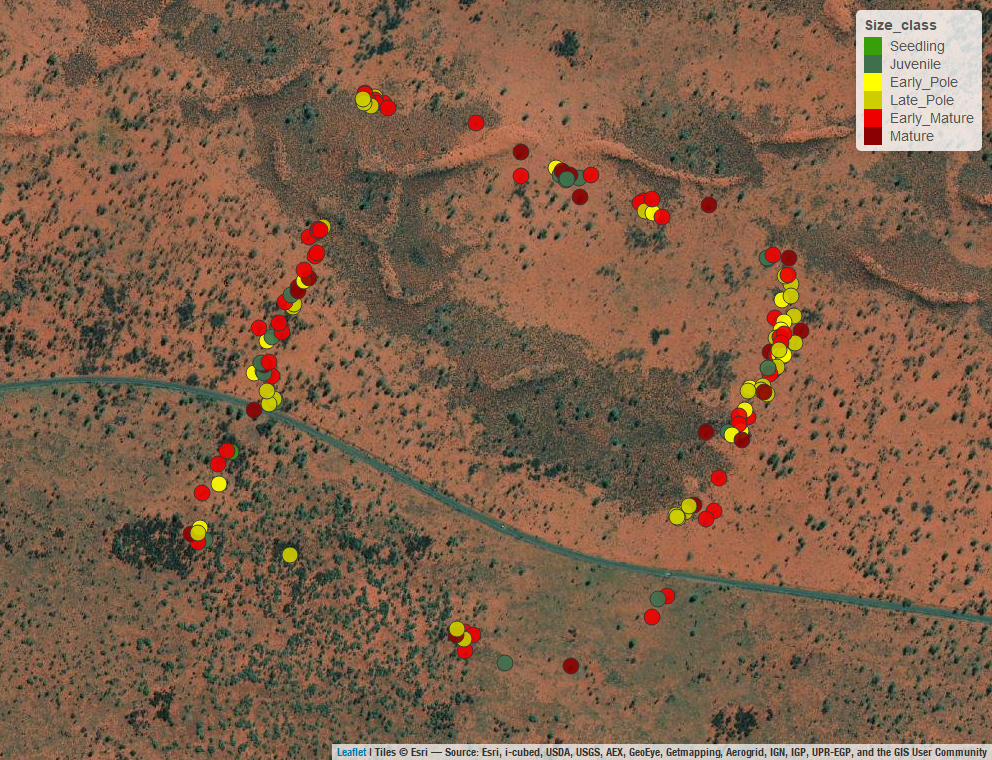 Size_class
Seedling
Juvenile
Early_Pole
Late_Pole
Early_Mature
Mature
Leaflet | Tiles © Esri — Source: Esri, i-cubed, USDA, USGS, AEX, GeoEye, Getmapping, Aerogrid, IGN, IGP, UPR-EGP, and the GIS User Community